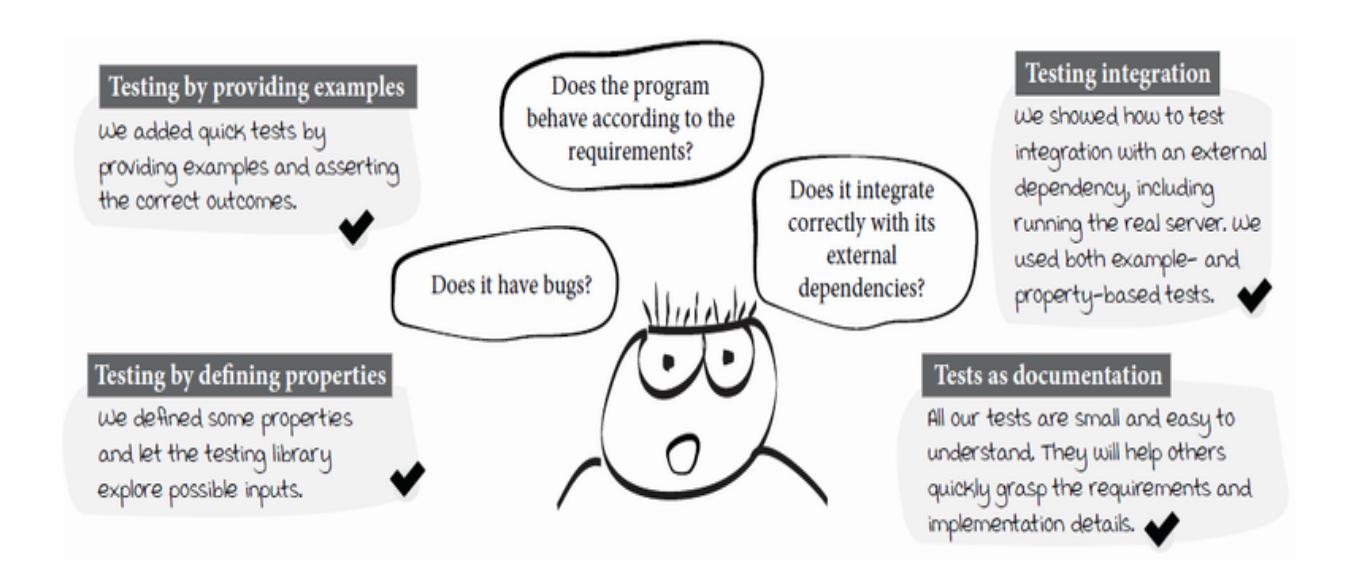 Testing by providing examples
We added quick tests by
providing examples and asserting
the correct outcomes.
Does the program
behave according to the
requirements?
Testing integration
We showed how to test
integration with an external
dependency, including
running the real server. We
used both example- and
property-based tests.
Does it integrate
correctly with its
external
dependencies?
Does it have bugs?
Testing by defining properties
We defined some properties
and let the testing library
explore possible inputs.
Tests as documentation
All our tests are small and easy to
understand. They will help others
quickly grasp the requirements and
implementation details.